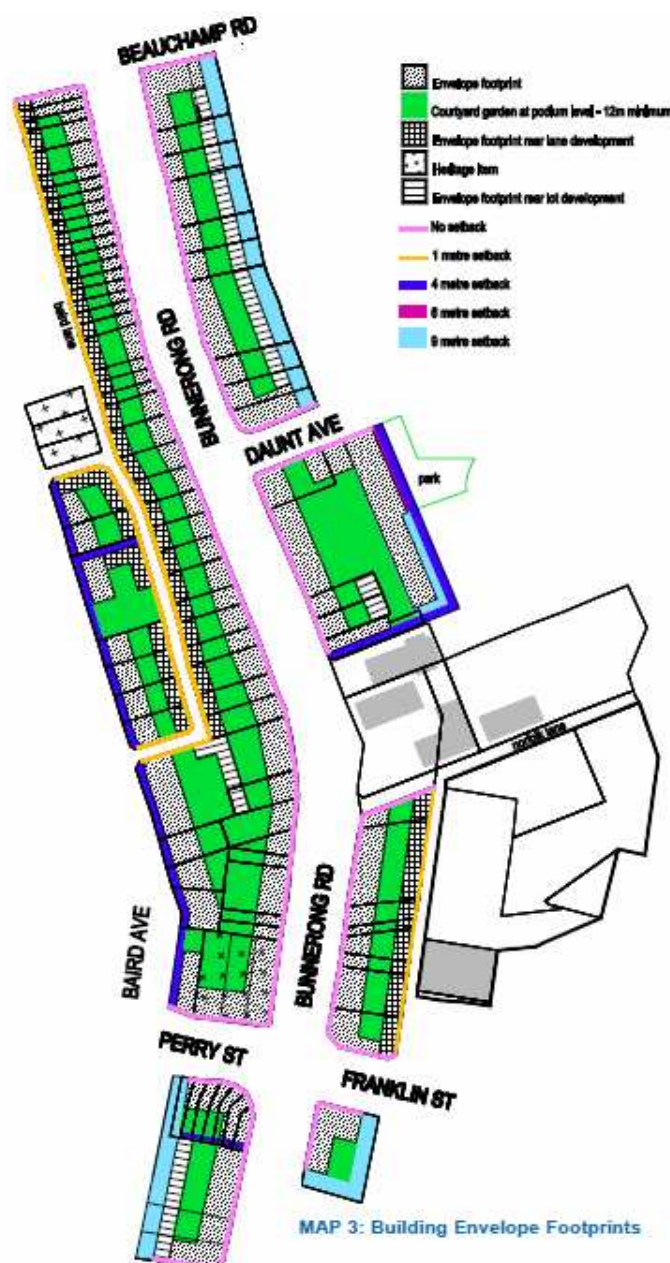 BEAUCHAMP RD
Envelope footprint
Courtyard garden at podium level - 12m minimum
Envelope footprint rear lane development
Heritage item
Envelope footprint rear lot development
No setback
1 metre setback
4 metre setback
6 metre setback
9 metre setback
baird lane
BUNNERONG RD
DAUNT AVE
park
norfolk lane
BUNNERONG RD
BAIRD AVE
PERRY ST
FRANKLIN ST
MAP 3: Building Envelope Footprints